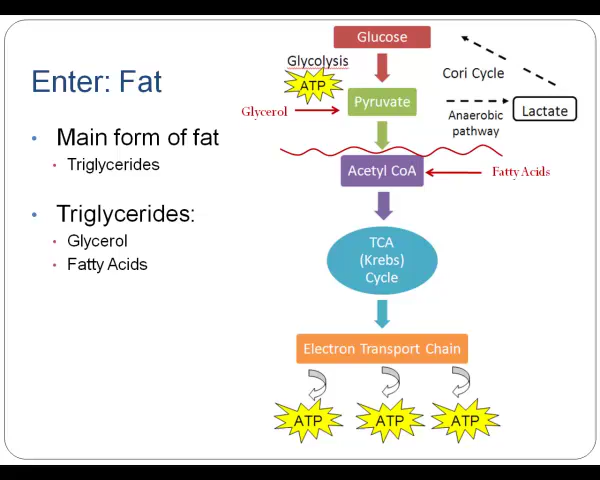 Enter: Fat
Main form of fat
Triglycerides
Triglycerides:
Glycerol
Fatty Acids
Glucose
Glycolysis
ATP
Cori Cycle
Glycerol
Pyruvate
Anaerobic
pathway
Lactate
Acetyl CoA
Fatty Acids
TCA
(Krebs)
Cycle
Electron Transport Chain
ATP
ATP
ATP